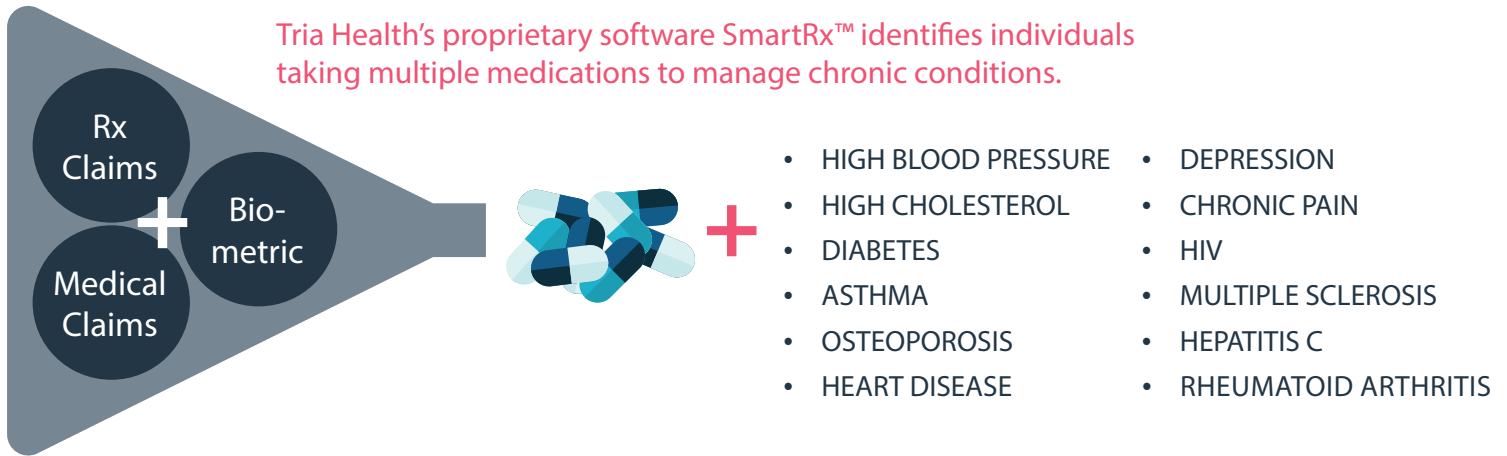 Tria Health’s proprietary software SmartRx™ identifies individuals
taking multiple medications to manage chronic conditions.
Rx
Claims
Bio-
metric
Medical
Claims
• HIGH BLOOD PRESSURE
• HIGH CHOLESTEROL
• DIABETES
• ASTHMA
• OSTEOPOROSIS
• HEART DISEASE
• DEPRESSION
• CHRONIC PAIN
• HIV
• MULTIPLE SCLEROSIS
• HEPATITIS C
• RHEUMATOID ARTHRITIS